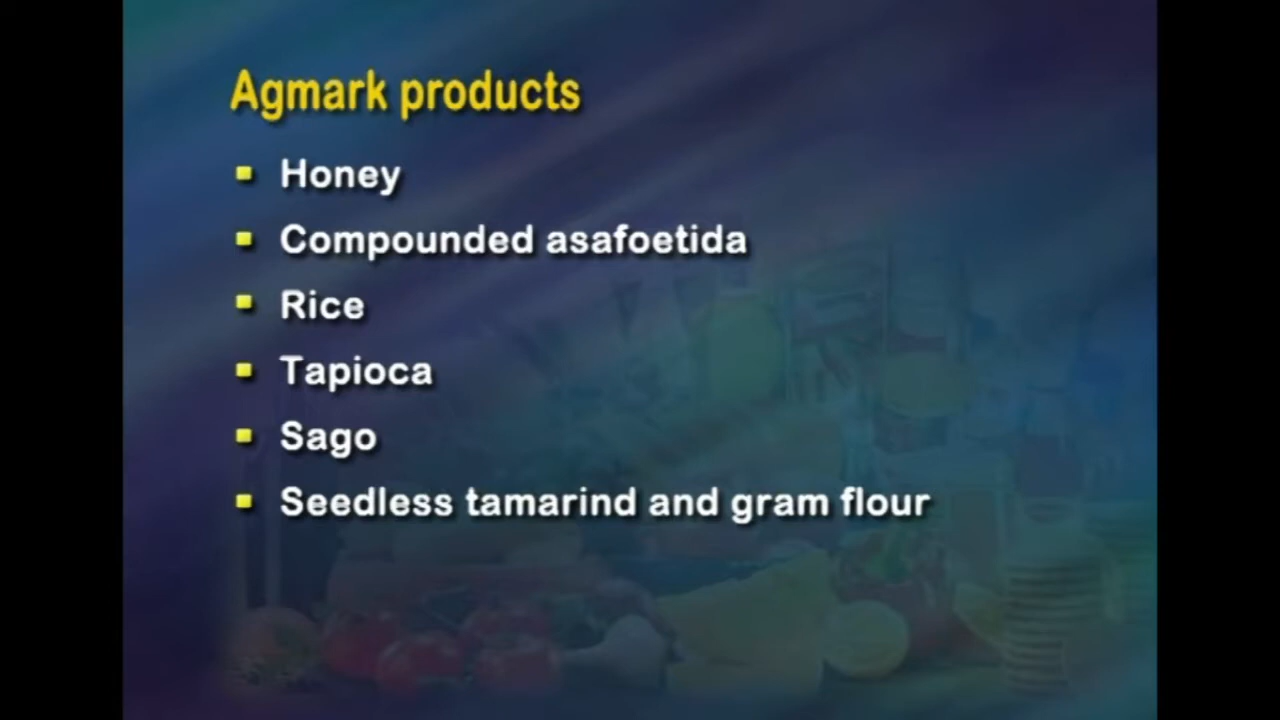 Agmark products
Honey
Compounded asafoetida
Rice
Tapioca
Sago
Seedless tamarind and gram flour